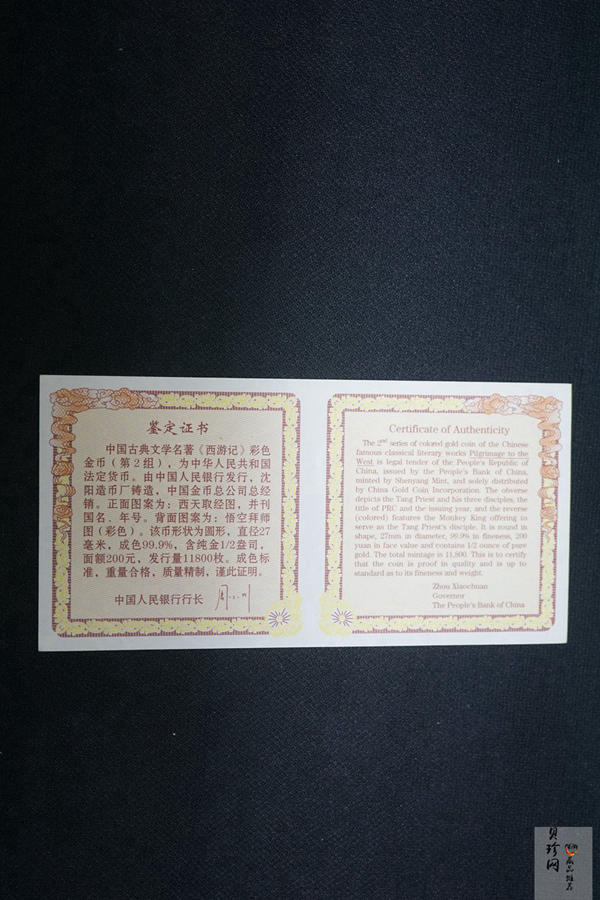 鉴定证书
中国古典文学名著《西游记》彩色
金币（第2组），为中华人民共和国
法定货币。由中国人民银行发行，沈
阳造币厂铸造，中国金币总公司总经
销。正面图案为：西天取经图，并刊
国名、年号。背面图案为：悟空拜师
图（彩色）。该币形状为圆形，直径27
毫米，成色99.9%，含纯金1/2盎司，
面额200元，发行量11800枚。成色标
准，重量合格，质量精制，谨此证明。
中国人民银行行长
Certificate of Authenticity
The 2nd series of colored gold coin of the Chinese
famous classical literary works Pilgrimage to the
West is legal tender of the People's Republic of
China, issued by the People's Bank of China,
minted by Shenyang Mint, and solely distributed
by China Gold Coin Incorporation. The obverse
depicts the Tang Priest and his three disciples, the
title of PRC and the issuing year, and the reverse
(colored) features the Monkey King offering to
serve as the Tang Priest's disciple. It is round in
shape, 27mm in diameter, 99.9% in fineness, 200
yuan in face value and contains 1/2 ounce of pure
gold. The total mintage is 11,800. This is to certify
that the coin is proof in quality and is up to
standard as to its fineness and weight.
Zhou Xiaochuan
Governor
The People's Bank of China
贝珍网
藏品推荐